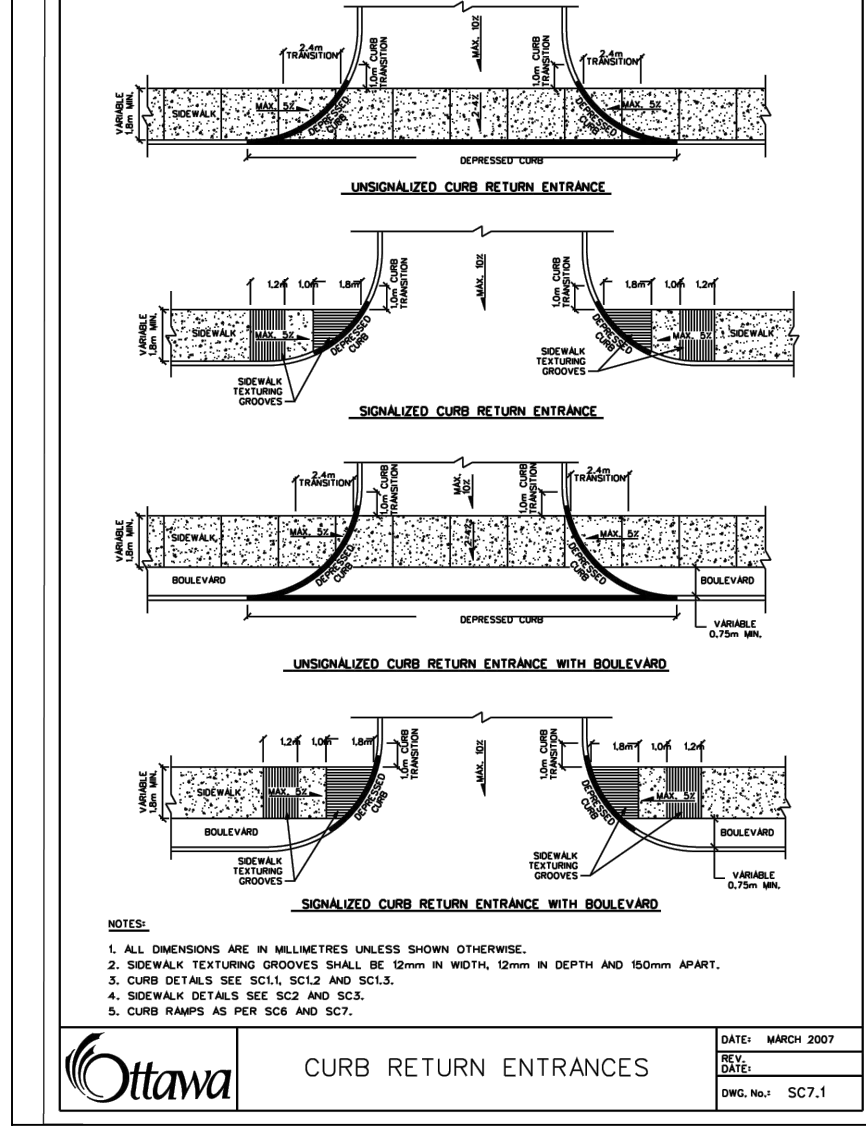 2.4m
TRANSITION
1.0m CURB
TRANSITION
MAX. 10%
2.4m
TRANSITION
1.0m CURB
TRANSITION
VARIABLE
1.8m MIN.
SIDEWALK
MAX. 5%
DEPRESSED
CURB
2-4%
DEPRESSED
CURB
MAX. 5%
DEPRESSED CURB
UNSIGNALIZED CURB RETURN ENTRANCE
1.2m 1.0m 1.8m
1.0m CURB
TRANSITION
MAX. 10%
1.0m CURB
TRANSITION
1.8m 1.0m 1.2m
VARIABLE
1.8m MIN.
SIDEWALK
MAX. 5%
DEPRESSED
CURB
DEPRESSED
CURB
MAX. 5%
SIDEWALK
SIDEWALK
TEXTURING
GROOVES
SIDEWALK
TEXTURING
GROOVES
SIGNALIZED CURB RETURN ENTRANCE
2.4m
TRANSITION
1.0m CURB
TRANSITION
MAX.
10%
1.0m CURB
TRANSITION
2.4m
TRANSITION
VARIABLE
1.8m MIN.
SIDEWALK
MAX. 5%
2-4%
MAX. 5%
DEPRESSED
CURB
DEPRESSED
CURB
BOULEVARD
BOULEVARD
DEPRESSED CURB
VARIABLE
0.75m MIN.
UNSIGNALIZED CURB RETURN ENTRANCE WITH BOULEVARD
1.2m 1.0m 1.8m
1.0m CURB
TRANSITION
MAX. 10%
1.0m CURB
TRANSITION
1.8m 1.0m 1.2m
VARIABLE
1.8m MIN.
SIDEWALK
MAX. 5%
DEPRESSED
CURB
DEPRESSED
CURB
MAX. 5%
BOULEVARD
BOULEVARD
SIDEWALK
TEXTURING
GROOVES
SIDEWALK
TEXTURING
GROOVES
VARIABLE
0.75m MIN.
SIGNALIZED CURB RETURN ENTRANCE WITH BOULEVARD
NOTES:
1. ALL DIMENSIONS ARE IN MILLIMETRES UNLESS SHOWN OTHERWISE.
2. SIDEWALK TEXTURING GROOVES SHALL BE 12mm IN WIDTH, 12mm IN DEPTH AND 150mm APART.
3. CURB DETAILS SEE SC1.1, SC1.2 AND SC1.3.
4. SIDEWALK DETAILS SEE SC2 AND SC3.
5. CURB RAMPS AS PER SC6 AND SC7.
Ottawa
CURB RETURN ENTRANCES
DATE: MARCH 2007
REV.
DATE:
DWG. No.: SC7.1